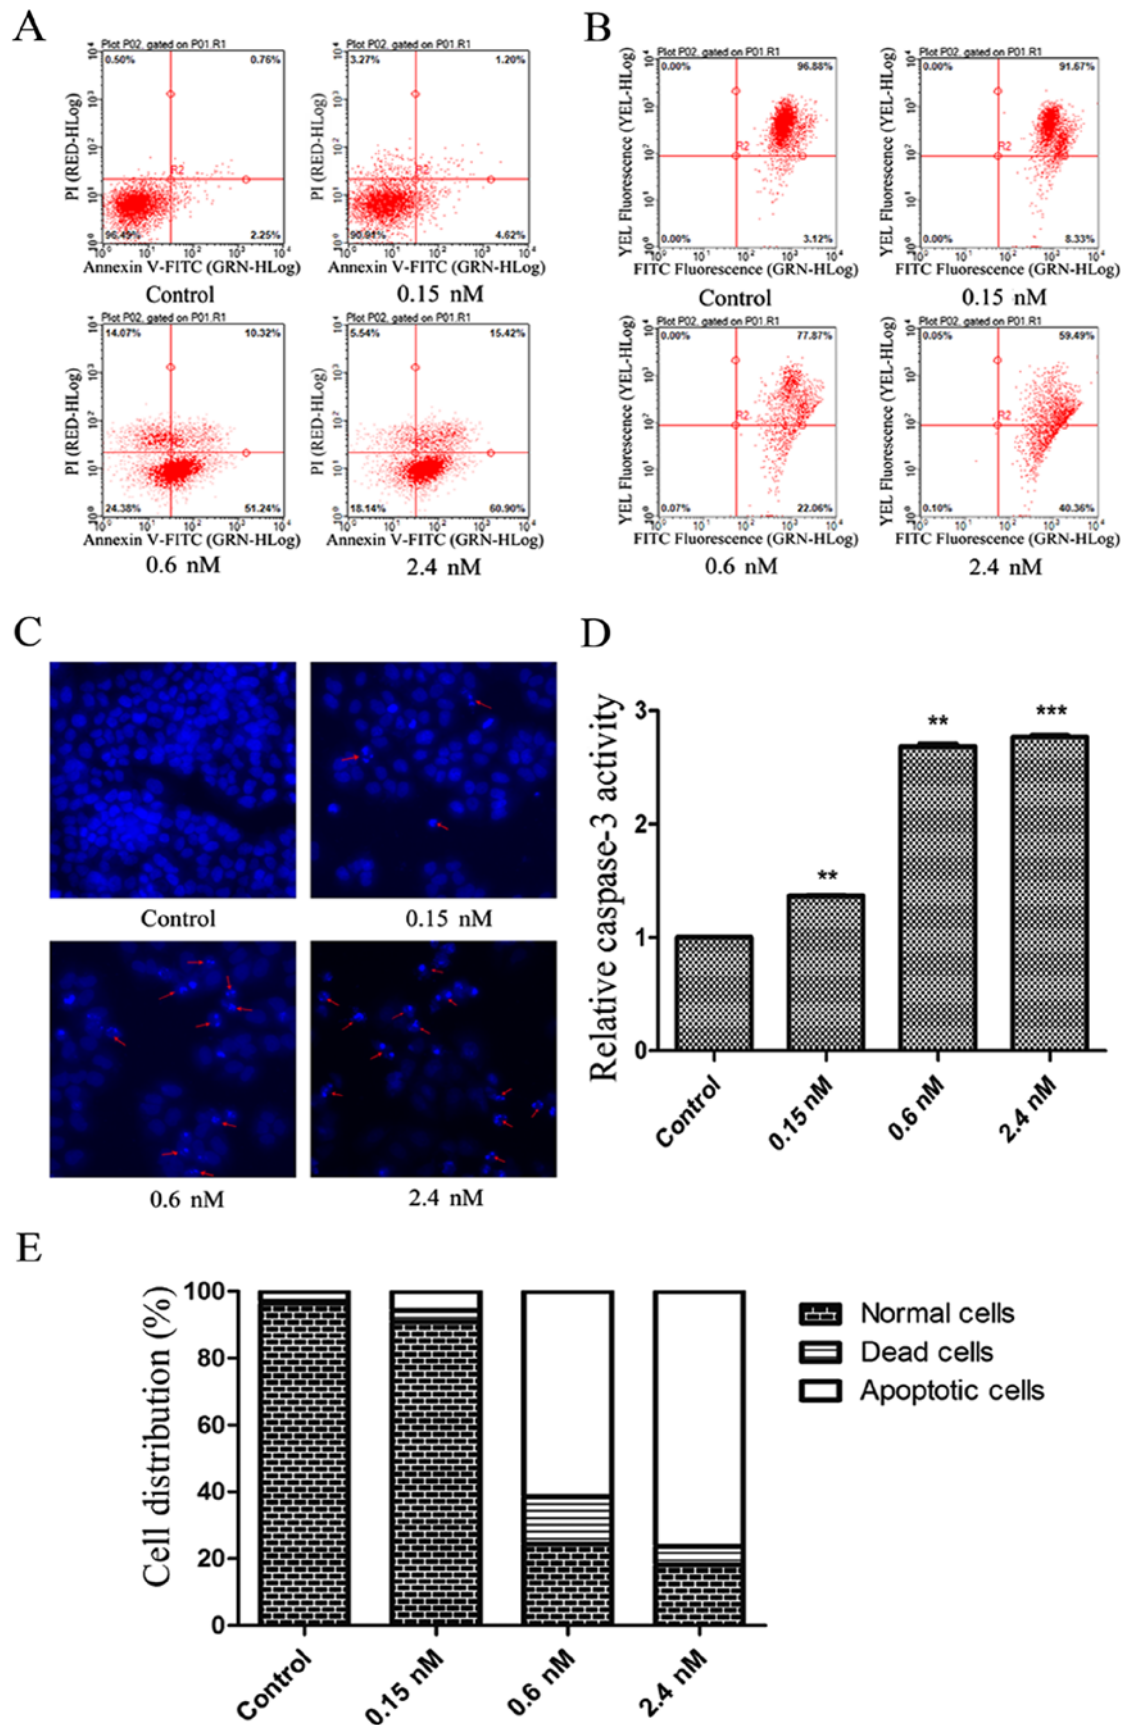 A
Plot P02, gated on P01.R1
0.50%
0.76%
PI (RED-HLog)
R2
96.49%
2.25%
Annexin V-FITC (GRN-HLog)
Control
Plot P02, gated on P01.R1
3.27%
1.20%
PI (RED-HLog)
R2
90.91%
4.62%
Annexin V-FITC (GRN-HLog)
0.15 nM
Plot P02, gated on P01.R1
14.07%
10.32%
PI (RED-HLog)
24.38%
51.24%
Annexin V-FITC (GRN-HLog)
0.6 nM
Plot P02, gated on P01.R1
5.54%
15.42%
PI (RED-HLog)
18.14%
60.90%
Annexin V-FITC (GRN-HLog)
2.4 nM
B
Plot P02, gated on P01.R1
0.00%
96.88%
YEL Fluorescence (YEL-HLog)
R2
0.00%
3.12%
FITC Fluorescence (GRN-HLog)
Control
Plot P02, gated on P01.R1
0.00%
91.67%
YEL Fluorescence (YEL-HLog)
R2
0.00%
8.33%
FITC Fluorescence (GRN-HLog)
0.15 nM
Plot P02, gated on P01.R1
0.00%
77.87%
YEL Fluorescence (YEL-HLog)
R2
0.07%
22.06%
FITC Fluorescence (GRN-HLog)
0.6 nM
Plot P02, gated on P01.R1
0.05%
59.49%
YEL Fluorescence (YEL-HLog)
R2
0.10%
40.36%
FITC Fluorescence (GRN-HLog)
2.4 nM
C
Control
0.15 nM
0.6 nM
2.4 nM
D
Relative caspase-3 activity
3
2
1
0
**
**
***
Control
0.15 nM
0.6 nM
2.4 nM
E
Cell distribution (%)
100
80
60
40
20
0
Control
0.15 nM
0.6 nM
2.4 nM
Normal cells
Dead cells
Apoptotic cells